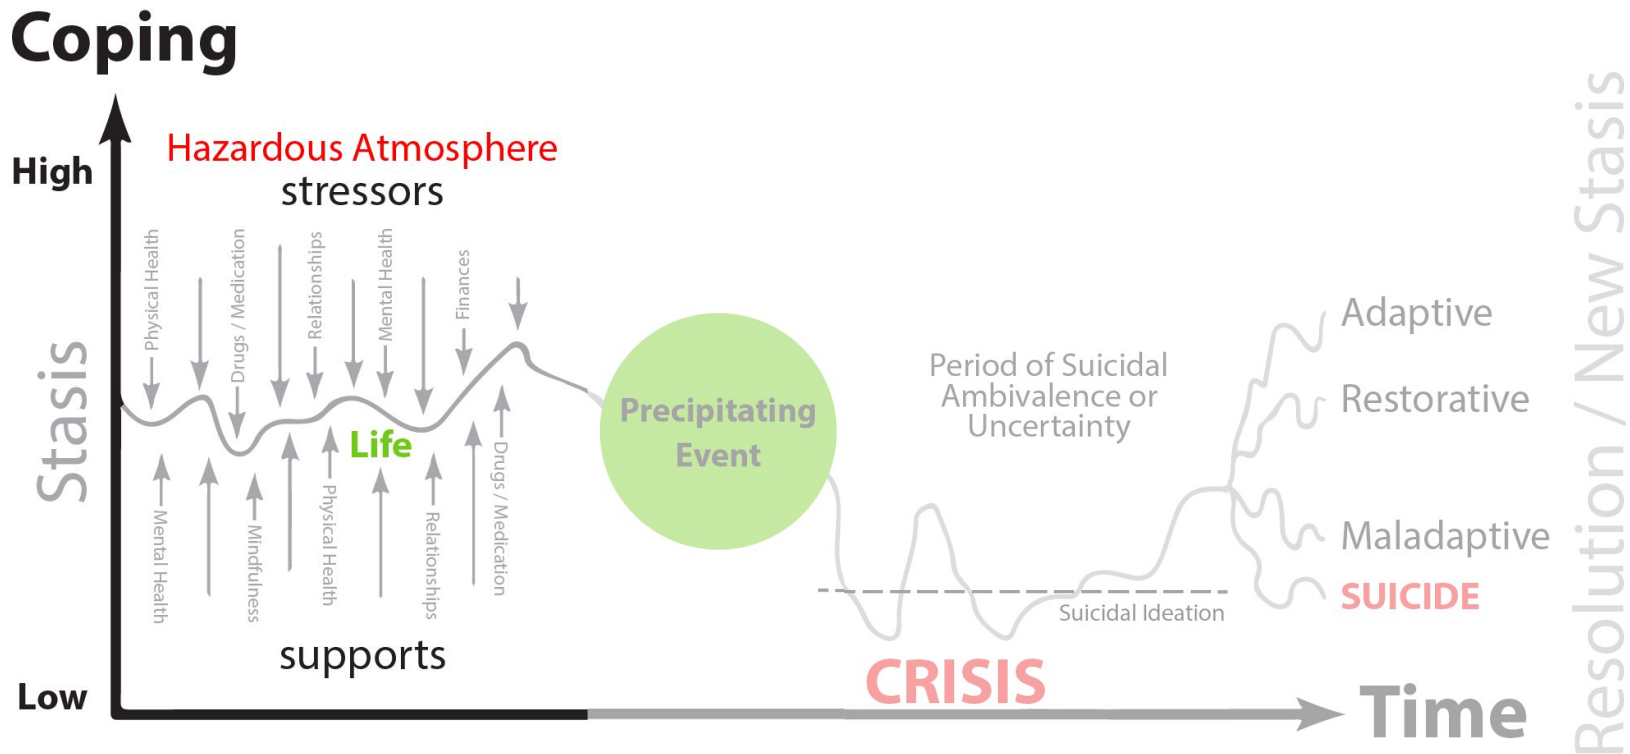 Coping
High
Hazardous Atmosphere
stressors
Physical Health
Drugs / Medication
Relationships
Mental Health
Finances
Stasis
Life
Mental Health
Mindfulness
Physical Health
Relationships
Drugs / Medication
supports
Low
Precipitating
Event
Period of Suicidal
Ambivalence or
Uncertainty
Suicidal Ideation
CRISIS
Adaptive
Restorative
Maladaptive
SUICIDE
Time
Resolution / New Stasis